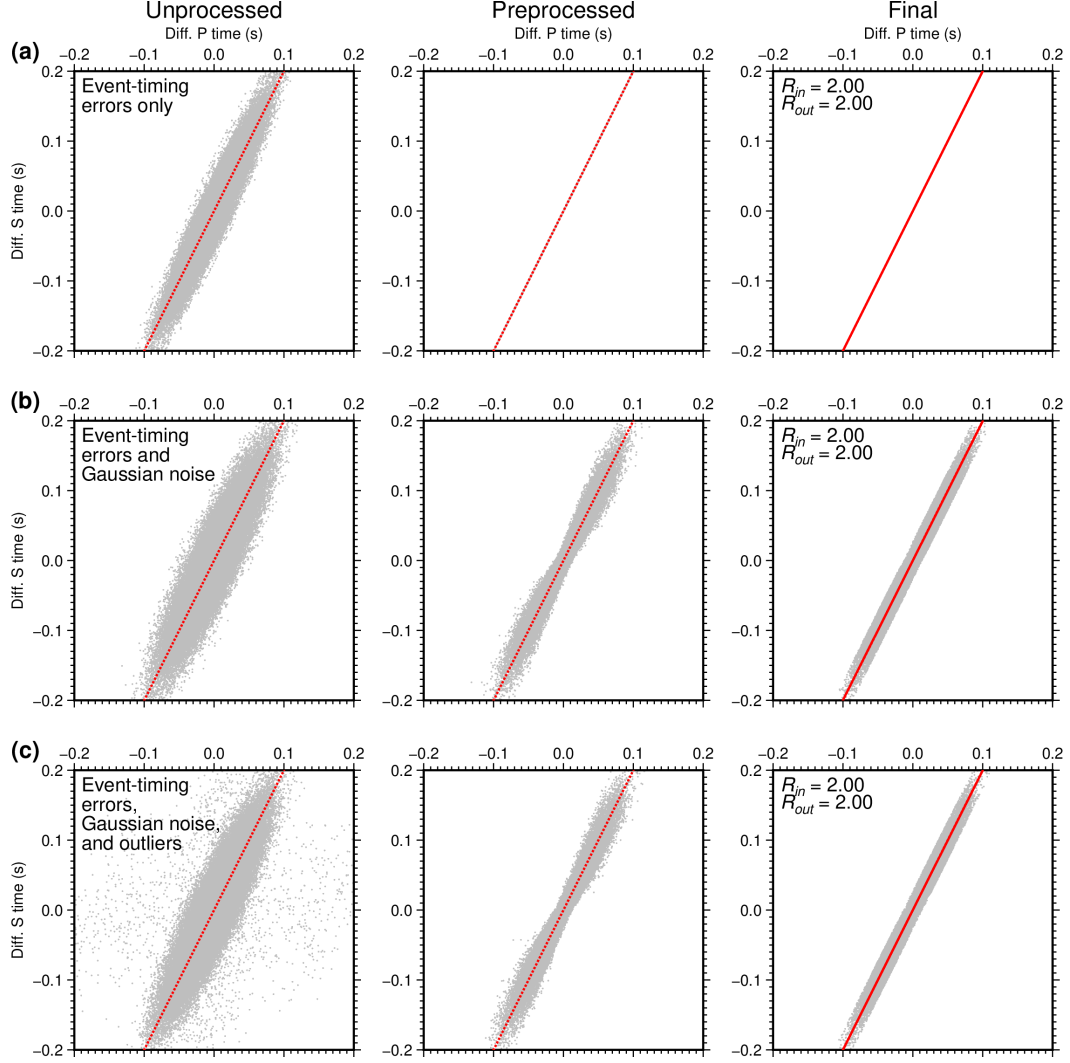 Unprocessed Preprocessed Final
Diff. P time (s) Diff. P time (s) Diff. P time (s)
(a)
−0.2 −0.1 0.0 0.1 0.2 −0.2 −0.1 0.0 0.1 0.2 −0.2 −0.1 0.0 0.1 0.2
0.2 0.2 0.2
Event-timing
errors only
Rin = 2.00
Rout = 2.00
0.1 0.1 0.1
Diff. S time (s)
0.0 0.0 0.0
−0.1 −0.1 −0.1
−0.2 −0.2 −0.2
(b)
−0.2 −0.1 0.0 0.1 0.2 −0.2 −0.1 0.0 0.1 0.2 −0.2 −0.1 0.0 0.1 0.2
0.2 0.2 0.2
Event-timing
errors and
Gaussian noise
Rin = 2.00
Rout = 2.00
0.1 0.1 0.1
Diff. S time (s)
0.0 0.0 0.0
−0.1 −0.1 −0.1
−0.2 −0.2 −0.2
(c)
−0.2 −0.1 0.0 0.1 0.2 −0.2 −0.1 0.0 0.1 0.2 −0.2 −0.1 0.0 0.1 0.2
0.2 0.2 0.2
Event-timing
errors,
Gaussian noise,
and outliers
Rin = 2.00
Rout = 2.00
0.1 0.1 0.1
Diff. S time (s)
0.0 0.0 0.0
−0.1 −0.1 −0.1
−0.2 −0.2 −0.2